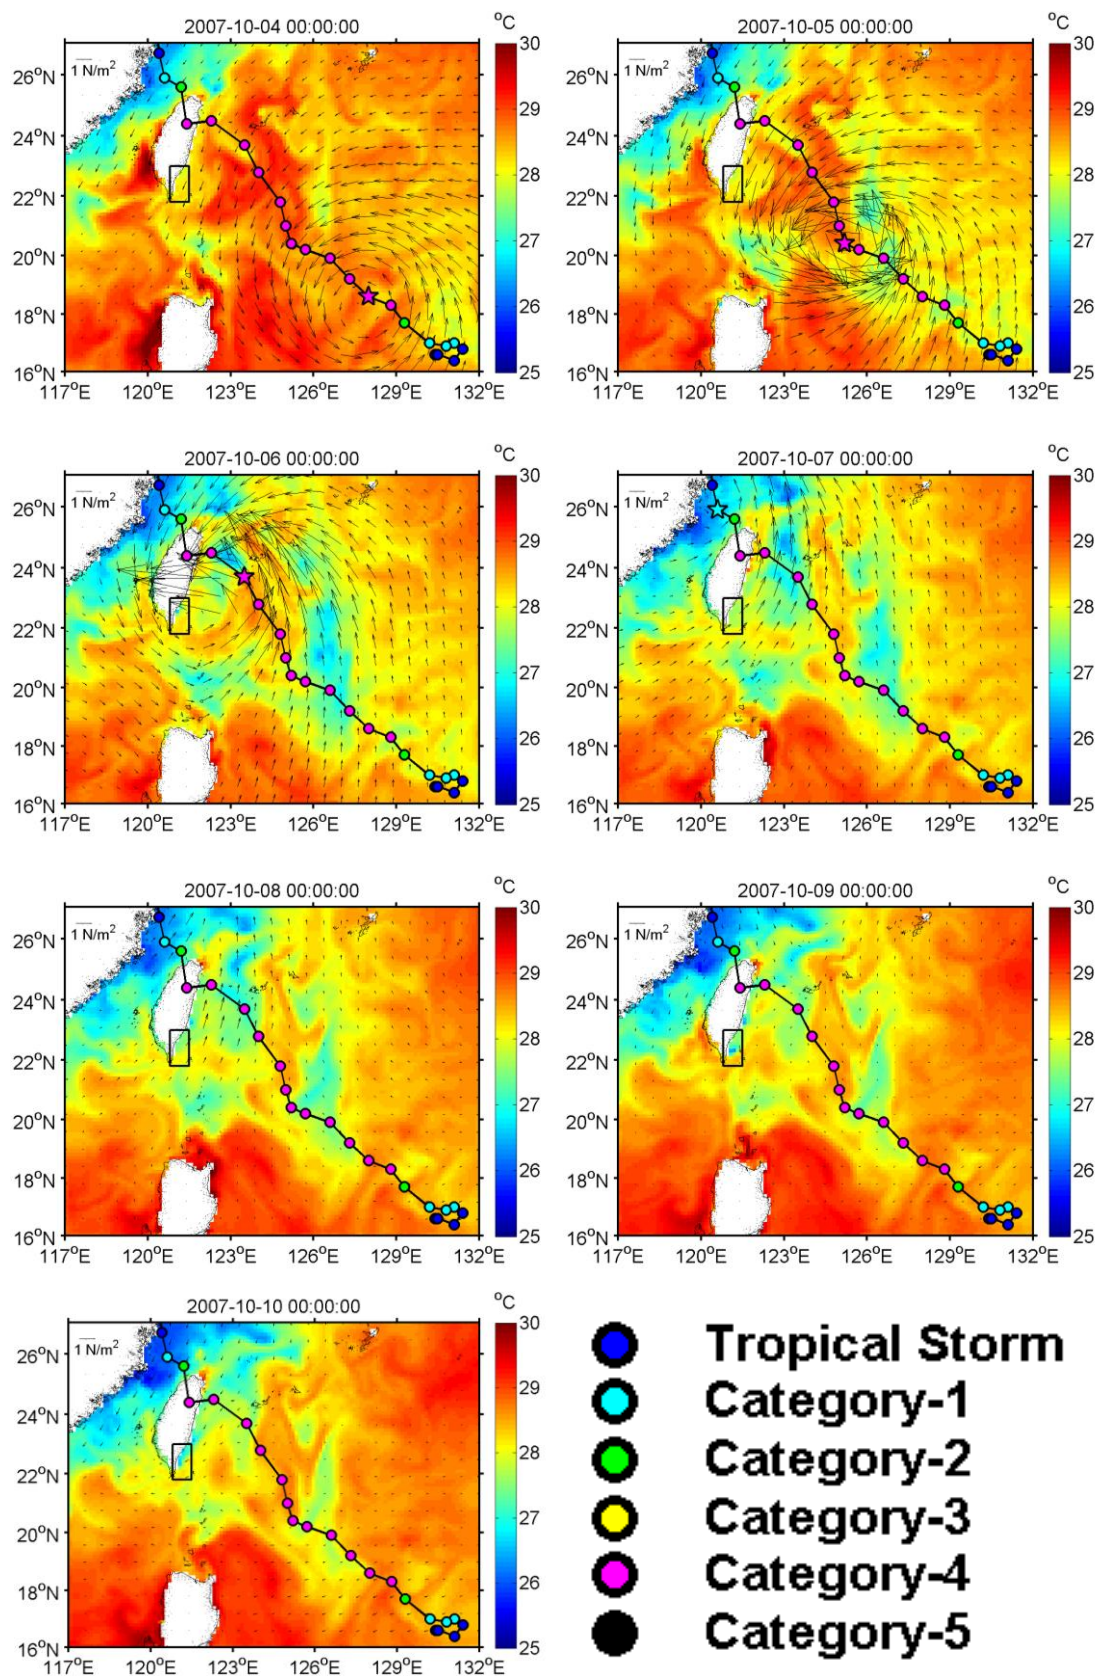 2007-10-04 00:00:00
°C
1 N/m²
26°N
24°N
22°N
20°N
18°N
16°N
117°E 120°E 123°E 126°E 129°E 132°E
30
29
28
27
26
25
2007-10-05 00:00:00
°C
1 N/m²
26°N
24°N
22°N
20°N
18°N
16°N
117°E 120°E 123°E 126°E 129°E 132°E
30
29
28
27
26
25
2007-10-06 00:00:00
°C
1 N/m²
26°N
24°N
22°N
20°N
18°N
16°N
117°E 120°E 123°E 126°E 129°E 132°E
30
29
28
27
26
25
2007-10-07 00:00:00
°C
1 N/m²
26°N
24°N
22°N
20°N
18°N
16°N
117°E 120°E 123°E 126°E 129°E 132°E
30
29
28
27
26
25
2007-10-08 00:00:00
°C
1 N/m²
26°N
24°N
22°N
20°N
18°N
16°N
117°E 120°E 123°E 126°E 129°E 132°E
30
29
28
27
26
25
2007-10-09 00:00:00
°C
1 N/m²
26°N
24°N
22°N
20°N
18°N
16°N
117°E 120°E 123°E 126°E 129°E 132°E
30
29
28
27
26
25
2007-10-10 00:00:00
°C
1 N/m²
26°N
24°N
22°N
20°N
18°N
16°N
117°E 120°E 123°E 126°E 129°E 132°E
30
29
28
27
26
25
Tropical Storm
Category-1
Category-2
Category-3
Category-4
Category-5